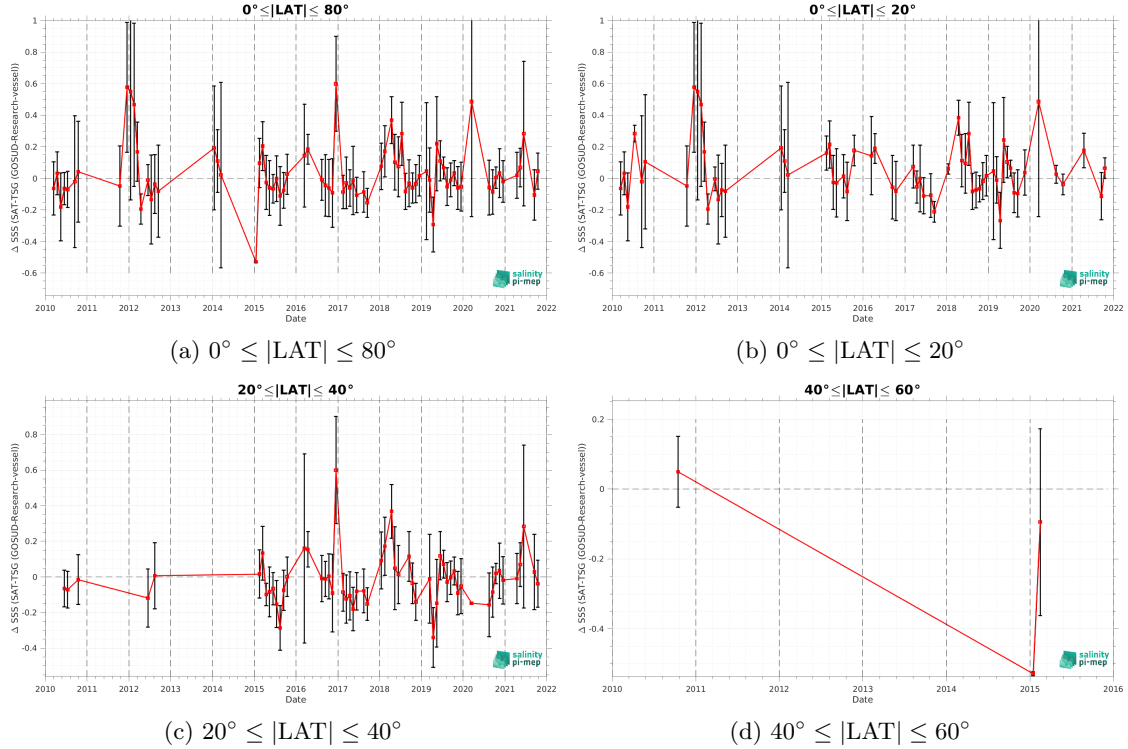 0°≤|LAT|≤ 80°
Δ SSS (SAT-TSG (GOSUD-Research-vessel))
1
0.8
0.6
0.4
0.2
0
-0.2
-0.4
-0.6
2010 2011 2012 2013 2014 2015 2016 2017 2018 2019 2020 2021 2022
Date
salinity
pi-mep
(a) 0° ≤ |LAT| ≤ 80°
0°≤|LAT|≤ 20°
Δ SSS (SAT-TSG (GOSUD-Research-vessel))
1
0.8
0.6
0.4
0.2
0
-0.2
-0.4
-0.6
2010 2011 2012 2013 2014 2015 2016 2017 2018 2019 2020 2021 2022
Date
salinity
pi-mep
(b) 0° ≤ |LAT| ≤ 20°
20°≤|LAT|≤ 40°
Δ SSS (SAT-TSG (GOSUD-Research-vessel))
0.8
0.6
0.4
0.2
0
-0.2
-0.4
2010 2011 2012 2013 2014 2015 2016 2017 2018 2019 2020 2021 2022
Date
salinity
pi-mep
(c) 20° ≤ |LAT| ≤ 40°
40°≤|LAT|≤ 60°
Δ SSS (SAT-TSG (GOSUD-Research-vessel))
0.2
0
-0.2
-0.4
2010 2011 2012 2013 2014 2015 2016
Date
salinity
pi-mep
(d) 40° ≤ |LAT| ≤ 60°